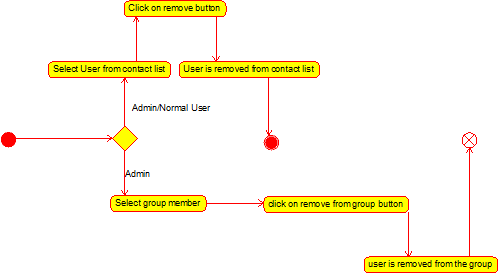 Click on remove button
Select User from contact list
User is removed from contact list
Admin/Normal User
Admin
Select group member
click on remove from group button
user is removed from the group